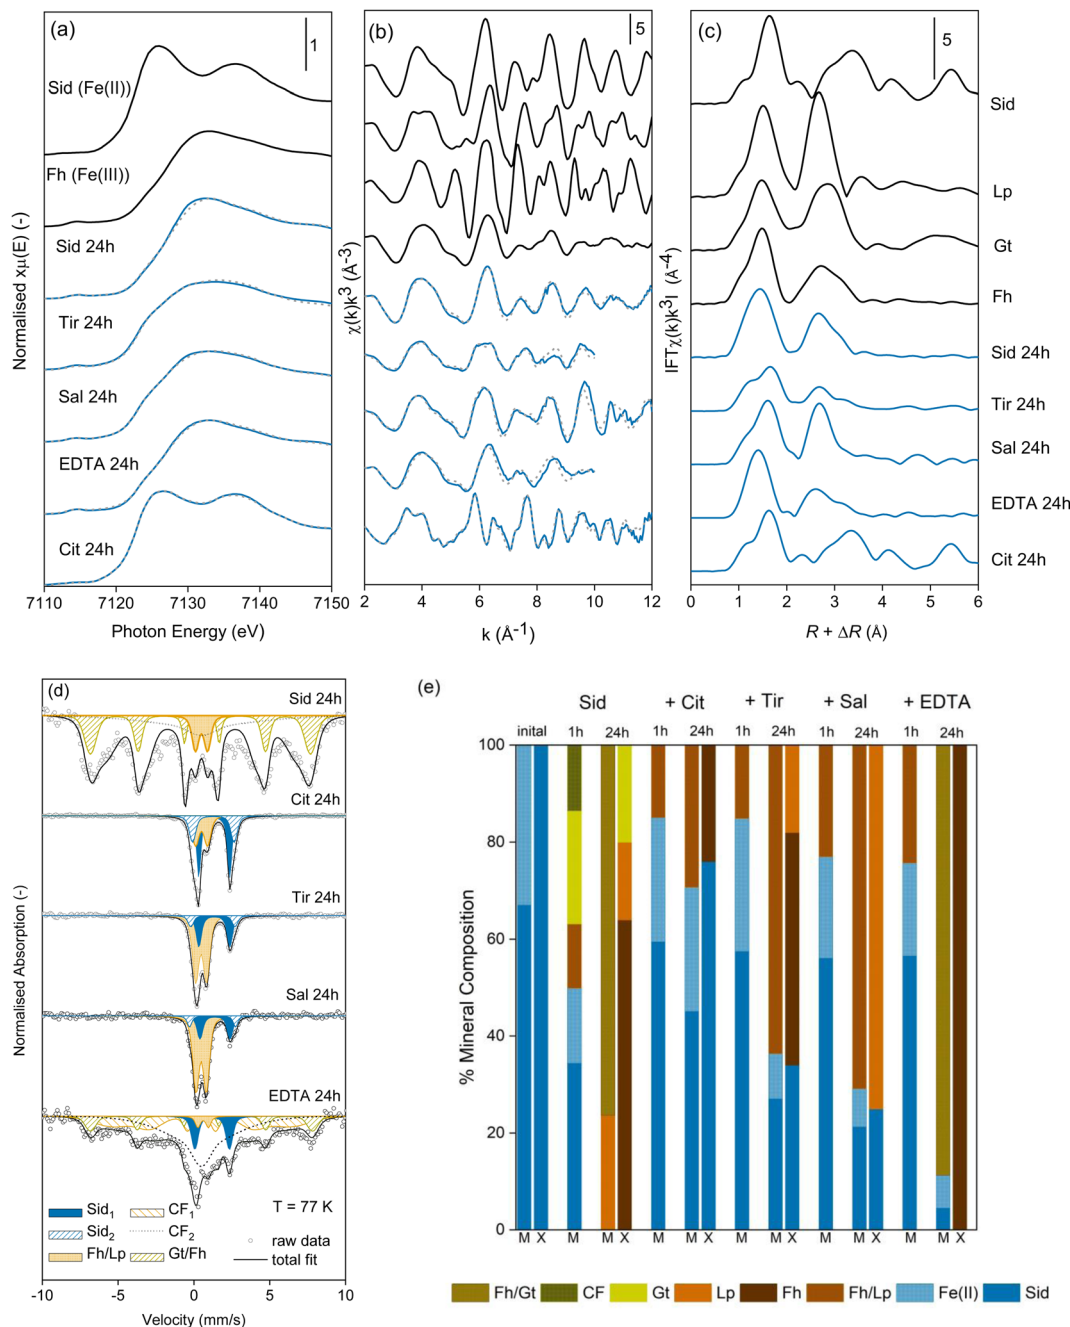 (a)
1
Sid (Fe(II))
Fh (Fe(III))
Sid 24h
Tir 24h
Sal 24h
EDTA 24h
Cit 24h
Normalised xμ(E) (-)
7110 7120 7130 7140 7150
Photon Energy (eV)
(b)
5
χ(k)k³ (Å⁻³)
2 4 6 8 10 12
k (Å⁻¹)
(c)
5
Sid
Lp
Gt
Fh
Sid 24h
Tir 24h
Sal 24h
EDTA 24h
Cit 24h
IFTχ(k)k³I (Å⁻⁴)
0 1 2 3 4 5 6
R + ΔR (Å)
(d)
Sid 24h
Cit 24h
Tir 24h
Sal 24h
EDTA 24h
Normalised Absorption (-)
T = 77 K
Sid₁ CF₁
Sid₂ CF₂ raw data
Fh/Lp Gt/Fh total fit
-10 -5 0 5 10
Velocity (mm/s)
(e)
Sid + Cit + Tir + Sal + EDTA
inital 1h 24h 1h 24h 1h 24h 1h 24h 1h 24h
100
80
60
40
20
0
% Mineral Composition
M X M M X M M X M M X M M X M M X
Fh/Gt CF Gt Lp Fh Fh/Lp Fe(II) Sid